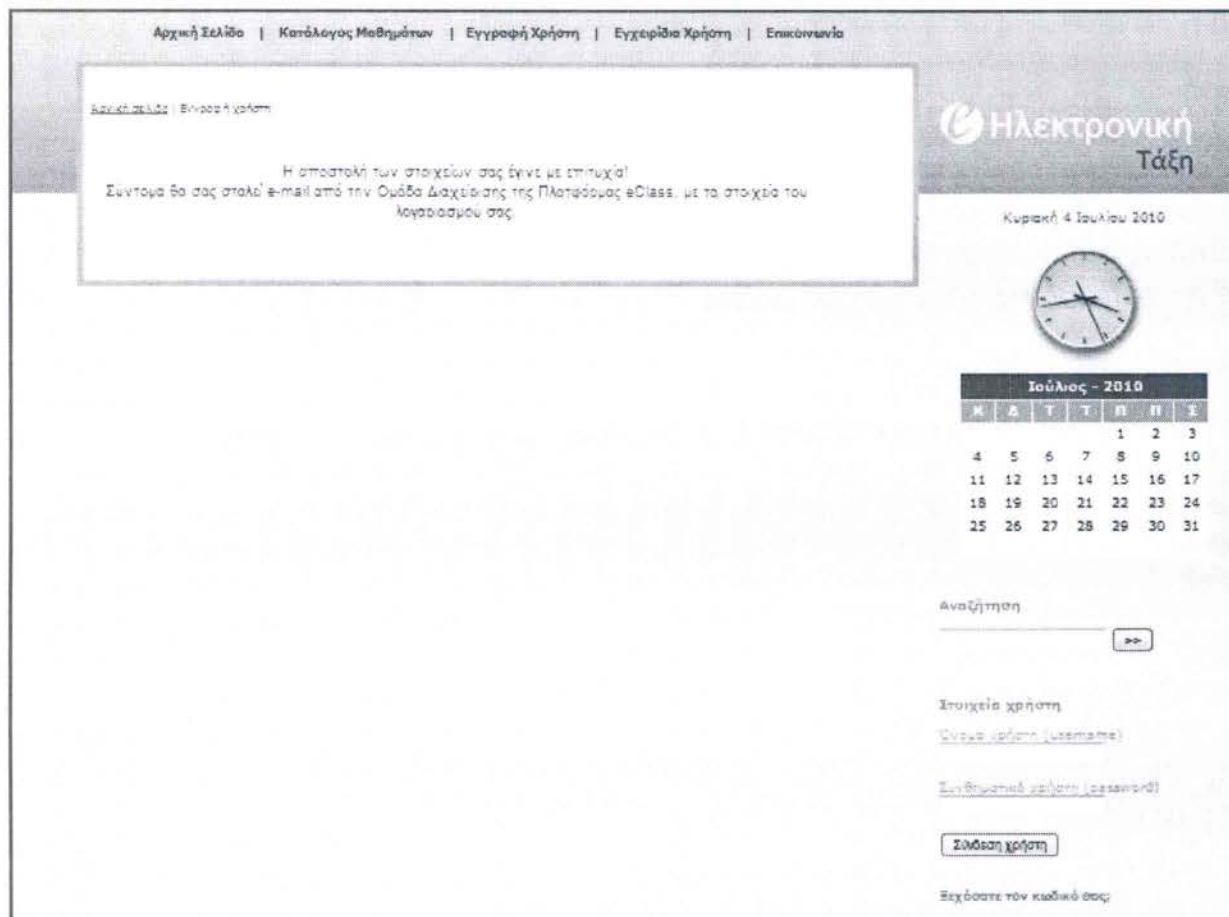 Αρχική Σελίδα | Κατάλογος Μαθημάτων | Εγγραφή Χρήστη | Εγχειρίδια Χρήστη | Επικοινωνία
Αρχική σελίδα | Εγγραφή χρήστη
Η αποστολή των στοιχείων σας έγινε με επιτυχία!
Σύντομα θα σας σταλεί e-mail από την Ομάδα Διαχείρισης της Πλατφόρμας eClass, με τα στοιχεία του
λογαριασμού σας.
Ηλεκτρονική
Τάξη
Κυριακή 4 Ιουλίου 2010
Ιούλιος - 2010
Κ Δ Τ Τ Π Π Σ
1 2 3
4 5 6 7 8 9 10
11 12 13 14 15 16 17
18 19 20 21 22 23 24
25 26 27 28 29 30 31
Αναζήτηση
>>
Στοιχεία χρήστη
Όνομα χρήστη (username)
Συνθηματικό χρήστη (password)
Σύνδεση χρήστη
Ξεχάσατε τον κωδικό σας;